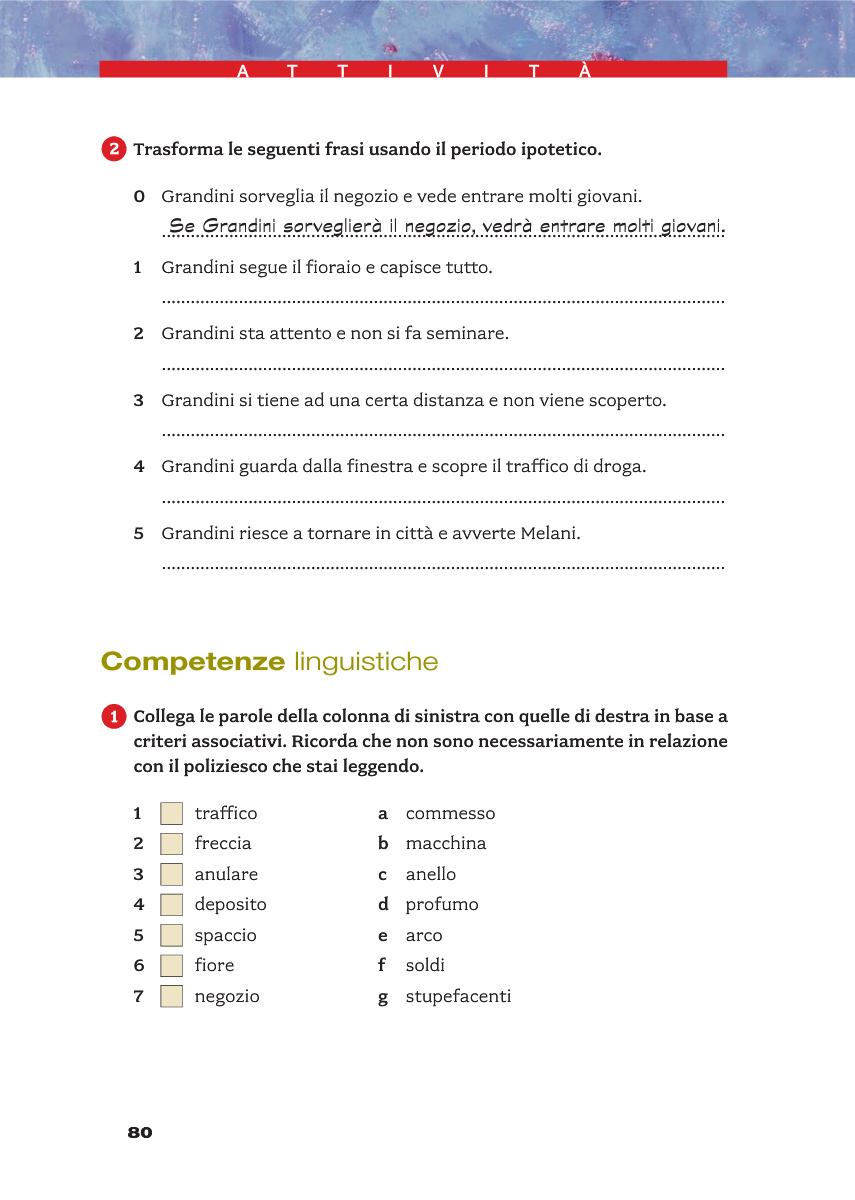 ATTIVITÀ
2 Trasforma le seguenti frasi usando il periodo ipotetico.
0 Grandini sorveglia il negozio e vede entrare molti giovani.
Se Grandini sorveglierà il negozio, vedrà entrare molti giovani.
1 Grandini segue il fioraio e capisce tutto.
2 Grandini sta attento e non si fa seminare.
3 Grandini si tiene ad una certa distanza e non viene scoperto.
4 Grandini guarda dalla finestra e scopre il traffico di droga.
5 Grandini riesce a tornare in città e avverte Melani.
Competenze linguistiche
1 Collega le parole della colonna di sinistra con quelle di destra in base a
criteri associativi. Ricorda che non sono necessariamente in relazione
con il poliziesco che stai leggendo.
1 traffico a commesso
2 freccia b macchina
3 anulare c anello
4 deposito d profumo
5 spaccio e arco
6 fiore f soldi
7 negozio g stupefacenti
80